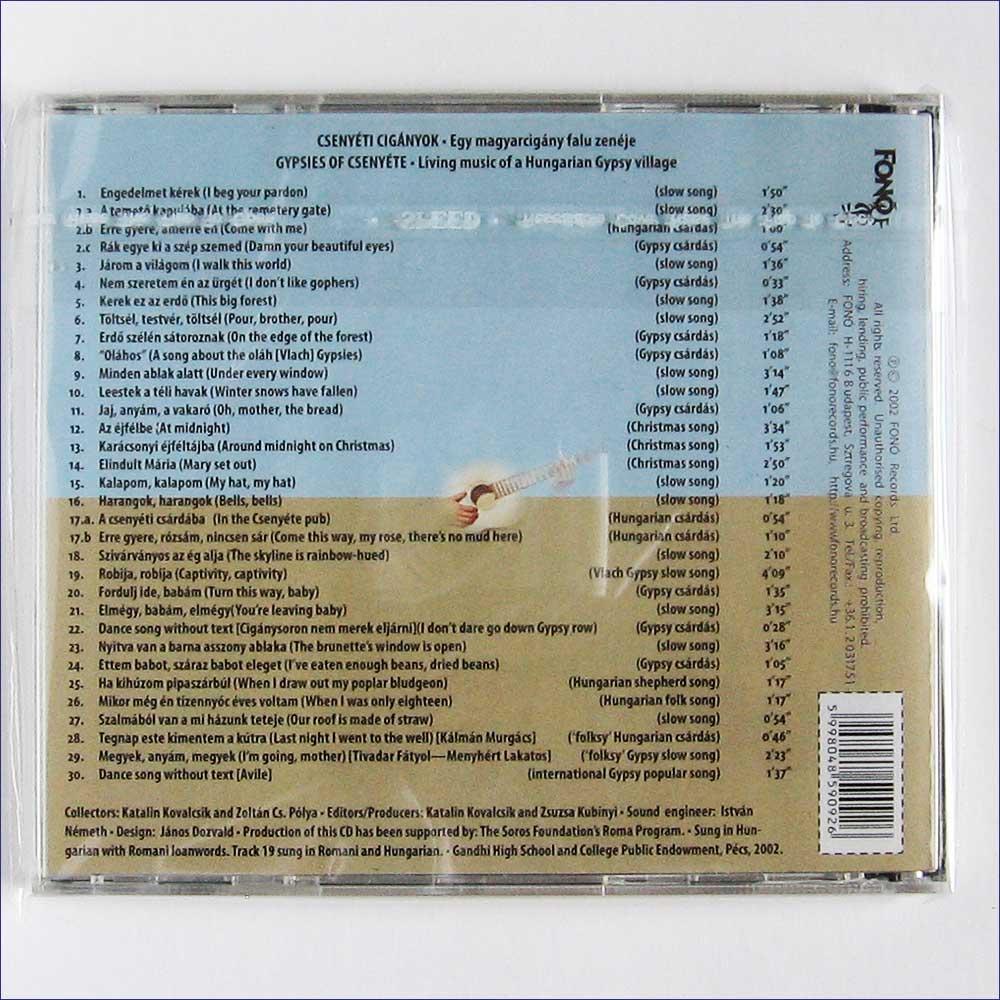 CSENYÉTI CIGÁNYOK • Egy magyarcigány falu zenéje
GYPSIES OF CSENYÉTE • Living music of a Hungarian Gypsy village
1. Engedelmet kérek (I beg your pardon) (slow song) 1'50"
2.a A temető kapujába (At the cemetery gate) (slow song) 2'30"
2.b Erre gyere, amerre én (Come with me) (Hungarian csárdás) 1'00"
2.c Rák egye ki a szép szemed (Damn your beautiful eyes) (Gypsy csárdás) 0'54"
3. Járom a világom (I walk this world) (slow song) 1'36"
4. Nem szeretem én az ürgét (I don't like gophers) (Gypsy csárdás) 0'33"
5. Kerek ez az erdő (This big forest) (slow song) 1'38"
6. Töltsél, testvér, töltsél (Pour, brother, pour) (slow song) 2'52"
7. Erdő szélén sátoroznak (On the edge of the forest) (Gypsy csárdás) 1'18"
8. "Oláhos" (A song about the oláh [Vlach] Gypsies) (Gypsy csárdás) 1'08"
9. Minden ablak alatt (Under every window) (slow song) 3'14"
10. Leestek a téli havak (Winter snows have fallen) (slow song) 1'47"
11. Jaj, anyám, a vakaró (Oh, mother, the bread) (Gypsy csárdás) 1'06"
12. Az éjfélbe (At midnight) (Christmas song) 3'34"
13. Karácsonyi éjféltájba (Around midnight on Christmas) (Christmas song) 1'53"
14. Elindult Mária (Mary set out) (Christmas song) 2'50"
15. Kalapom, kalapom (My hat, my hat) (slow song) 1'20"
16. Harangok, harangok (Bells, bells) (slow song) 1'18"
17.a. A csenyéti csárdába (In the Csenyéte pub) (Hungarian csárdás) 0'54"
17.b Erre gyere, rózsám, nincsen sár (Come this way, my rose, there's no mud here) (Hungarian csárdás) 1'10"
18. Szivárványos az ég alja (The skyline is rainbow-hued) (slow song) 2'10"
19. Robija, robija (Captivity, captivity) (Vlach Gypsy slow song) 4'09"
20. Fordulj ide, babám (Turn this way, baby) (Gypsy csárdás) 1'35"
21. Elmégy, babám, elmégy(You're leaving baby) (slow song) 3'15"
22. Dance song without text [Cigánysoron nem merek eljárni](I don't dare go down Gypsy row) (Gypsy csárdás) 0'28"
23. Nyitva van a barna asszony ablaka (The brunette's window is open) (slow song) 3'16"
24. Ettem babot, száraz babot eleget (I've eaten enough beans, dried beans) (Gypsy csárdás) 1'05"
25. Ha kihúzom pipaszárbúl (When I draw out my poplar bludgeon) (Hungarian shepherd song) 1'17"
26. Mikor még én tizennyóc éves voltam (When I was only eighteen) (Hungarian folk song) 1'17"
27. Szalmából van a mi házunk teteje (Our roof is made of straw) (slow song) 0'54"
28. Tegnap este kimentem a kútra (Last night I went to the well) [Kálmán Murgács] ('folksy' Hungarian csárdás) 0'46"
29. Megyek, anyám, megyek (I'm going, mother) [Tivadar Fátyol—Menyhért Lakatos] ('folksy' Gypsy slow song) 2'23"
30. Dance song without text [Avile] (international Gypsy popular song) 1'37"
Collectors: Katalin Kovalcsik and Zoltán Cs. Pólya • Editors/Producers: Katalin Kovalcsik and Zsuzsa Kubínyi • Sound engineer: István
Németh • Design: János Dozvald • Production of this CD has been supported by: The Soros Foundation's Roma Program. • Sung in Hun-
garian with Romani loanwords. Track 19 sung in Romani and Hungarian. • Gandhi High School and College Public Endowment, Pécs, 2002.
FONÓ
℗© 2002 FONÓ Records Ltd.
All rights reserved. Unauthorised copying, reproduction,
hiring, lending, public performance and broadcasting prohibited.
Address: FONÓ H-1116 Budapest, Sztregova u. 3. Tel./Fax.: +36.1.2031751
E-mail: fono@fonorecords.hu, http://www.fonorecords.hu
5998048590926